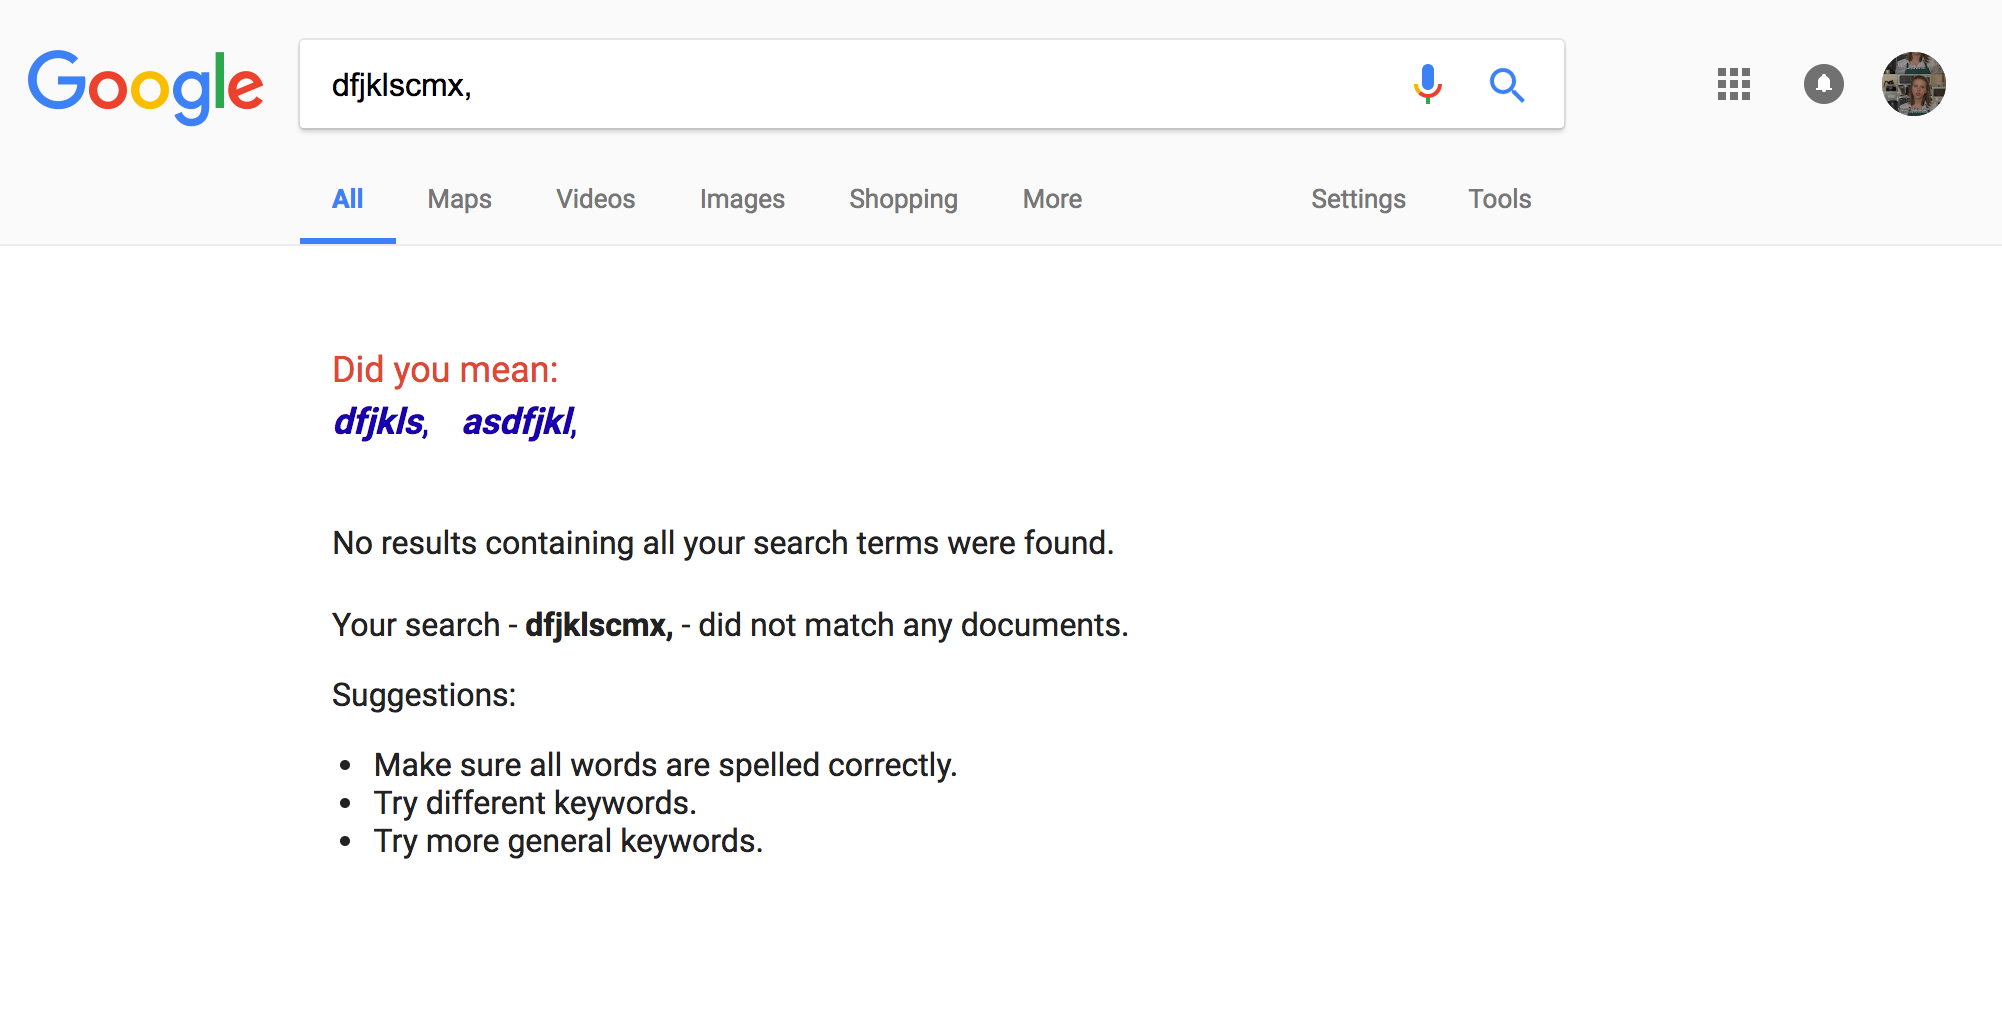 Google
dfjklscmx,
All Maps Videos Images Shopping More Settings Tools
Did you mean:
dfjkls, asdfjkl,
No results containing all your search terms were found.
Your search - dfjklscmx, - did not match any documents.
Suggestions:
• Make sure all words are spelled correctly.
• Try different keywords.
• Try more general keywords.